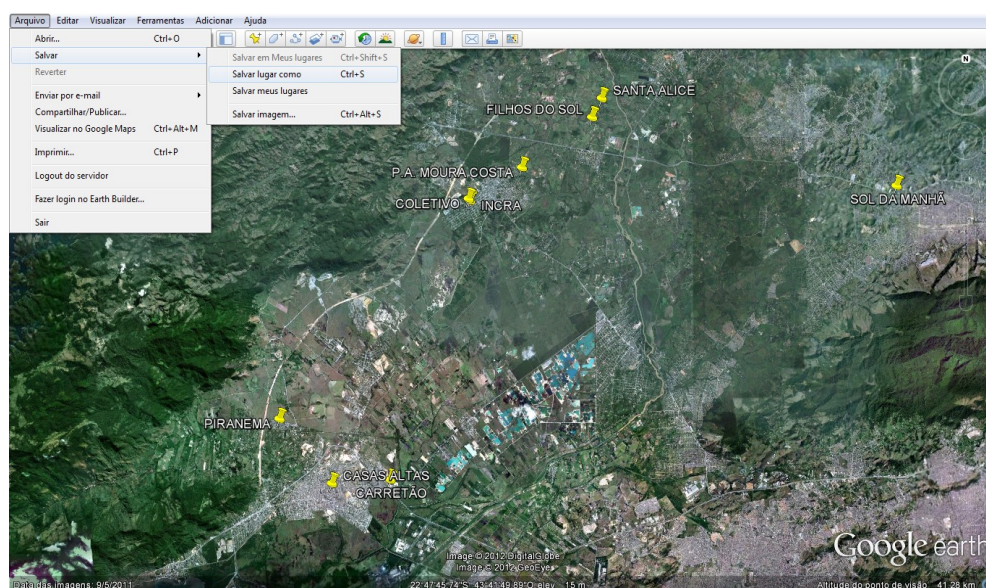 Arquivo Editar Visualizar Ferramentas Adicionar Ajuda
Abrir... Ctrl+O
Salvar
Reverter
Enviar por e-mail
Compartilhar/Publicar...
Visualizar no Google Maps Ctrl+Alt+M
Imprimir... Ctrl+P
Logout do servidor
Fazer login no Earth Builder...
Sair
Salvar em Meus lugares Ctrl+Shift+S
Salvar lugar como Ctrl+S
Salvar meus lugares
Salvar imagem... Ctrl+Alt+S
N
SANTA ALICE
FILHOS DO SOL
P.A. MOURA COSTA
COLETIVO INCRA
SOL DA MANHÃ
PIRANEMA
CASAS ALTAS
CARRETÃO
Image © 2012 DigitalGlobe
Image © 2012 GeoEye
Google earth
Data das imagens: 9/5/2011 22°47'45.74"S 43°41'49.89"O elev 15 m Altitude do ponto de visão 41.28 km